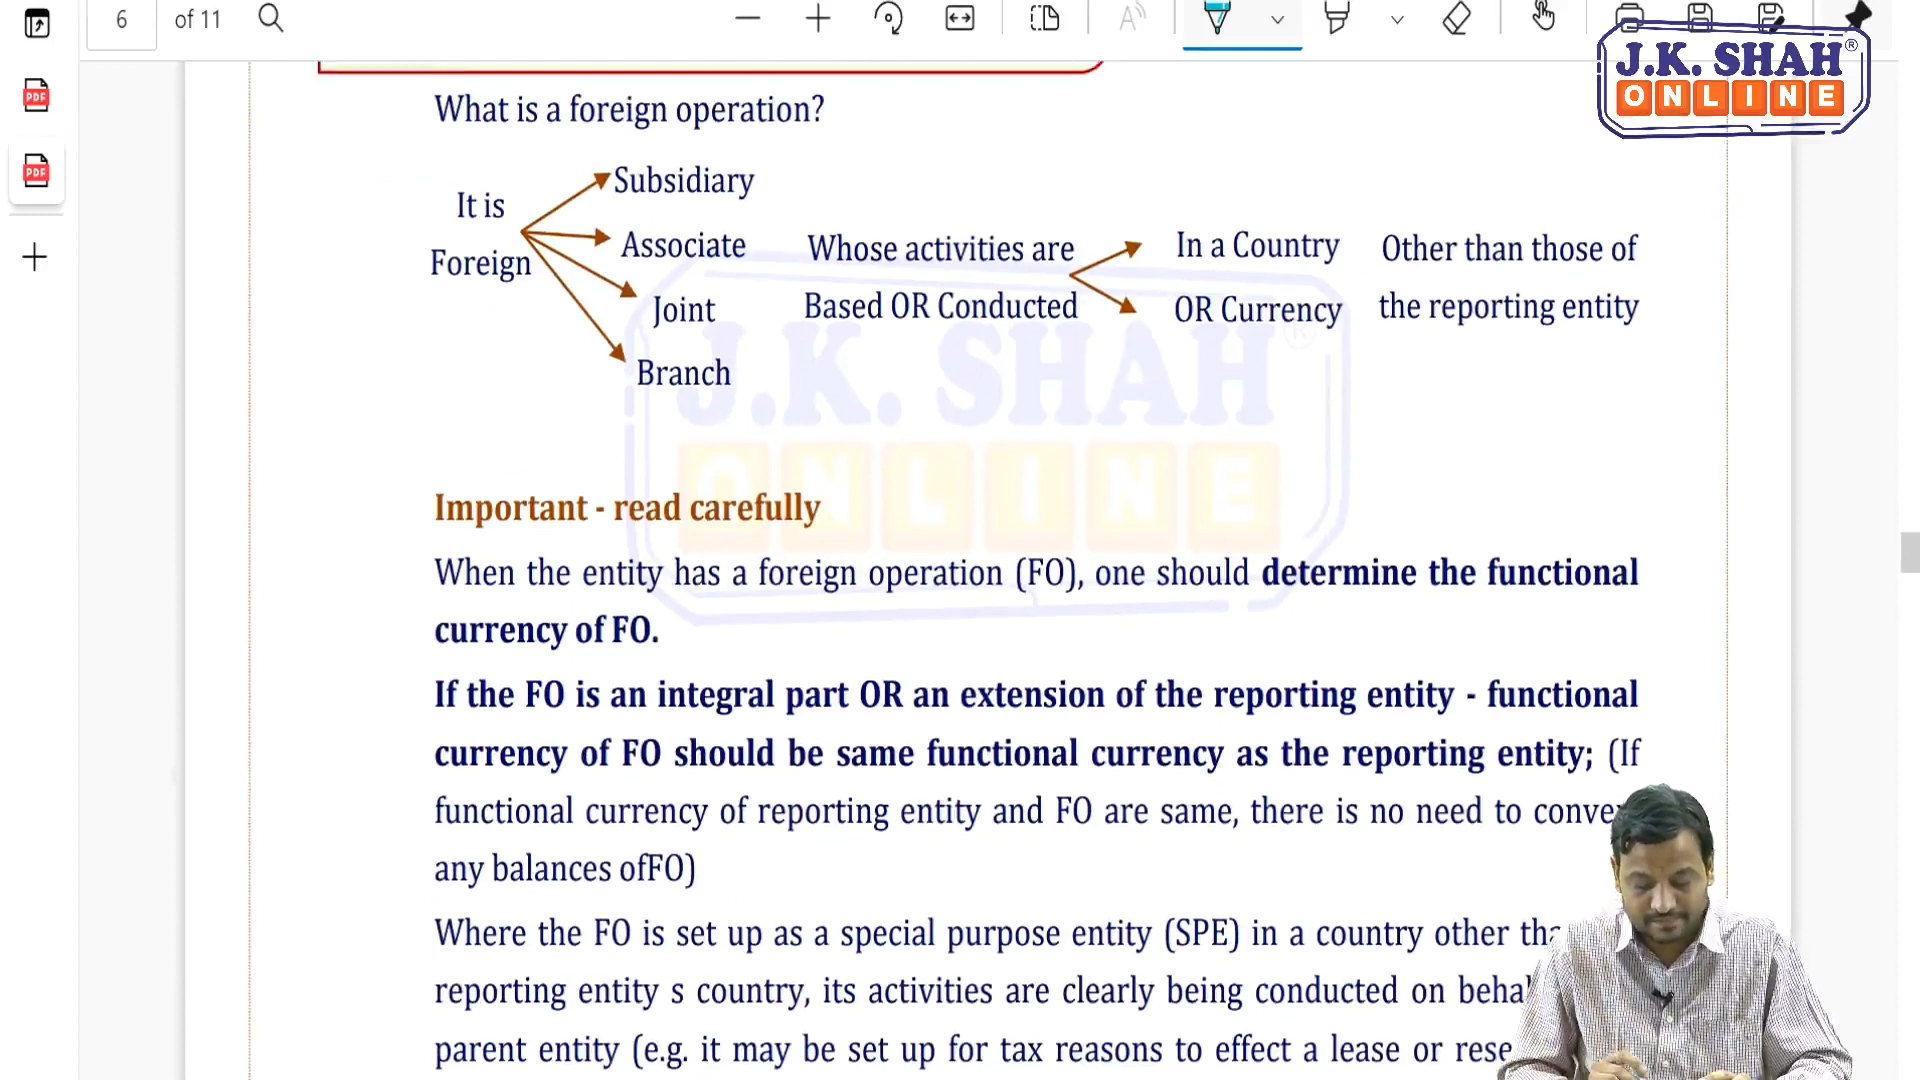 6 of 11
J.K. SHAH®
ONLINE
PDF
PDF
What is a foreign operation?
It is
Foreign
Subsidiary
Associate
Joint
Branch
Whose activities are
Based OR Conducted
In a Country
OR Currency
Other than those of
the reporting entity
J.K. SHAH®
ONLINE
Important - read carefully
When the entity has a foreign operation (FO), one should determine the functional
currency of FO.
If the FO is an integral part OR an extension of the reporting entity - functional
currency of FO should be same functional currency as the reporting entity; (If
functional currency of reporting entity and FO are same, there is no need to conve
any balances ofFO)
Where the FO is set up as a special purpose entity (SPE) in a country other tha
reporting entity s country, its activities are clearly being conducted on beha
parent entity (e.g. it may be set up for tax reasons to effect a lease or rese